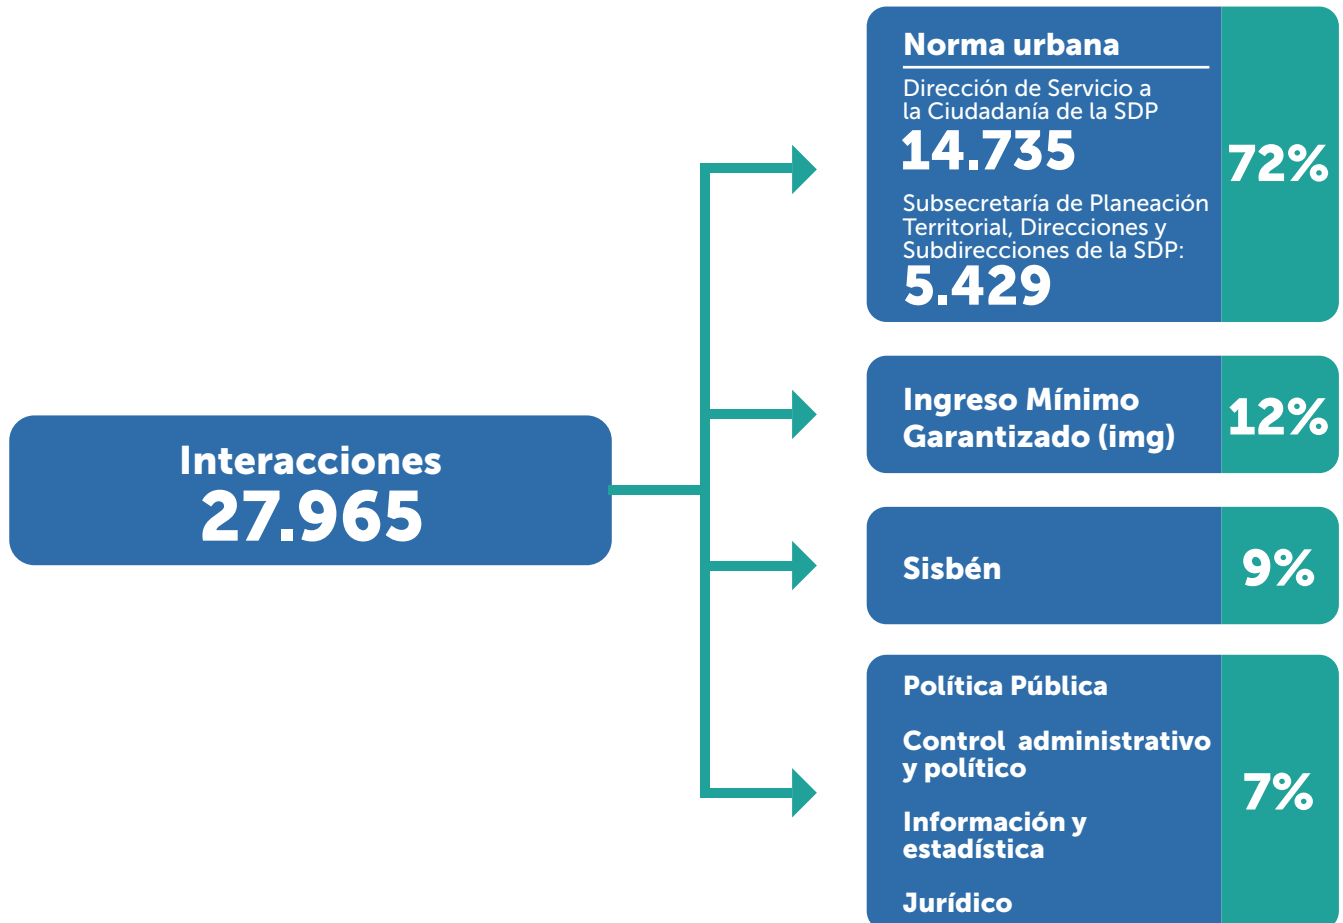 Interacciones
27.965
Norma urbana
Dirección de Servicio a
la Ciudadanía de la SDP
14.735
Subsecretaría de Planeación
Territorial, Direcciones y
Subdirecciones de la SDP:
5.429
72%
Ingreso Mínimo
Garantizado (img)
12%
Sisbén
9%
Política Pública
Control administrativo
y político
Información y
estadística
Jurídico
7%